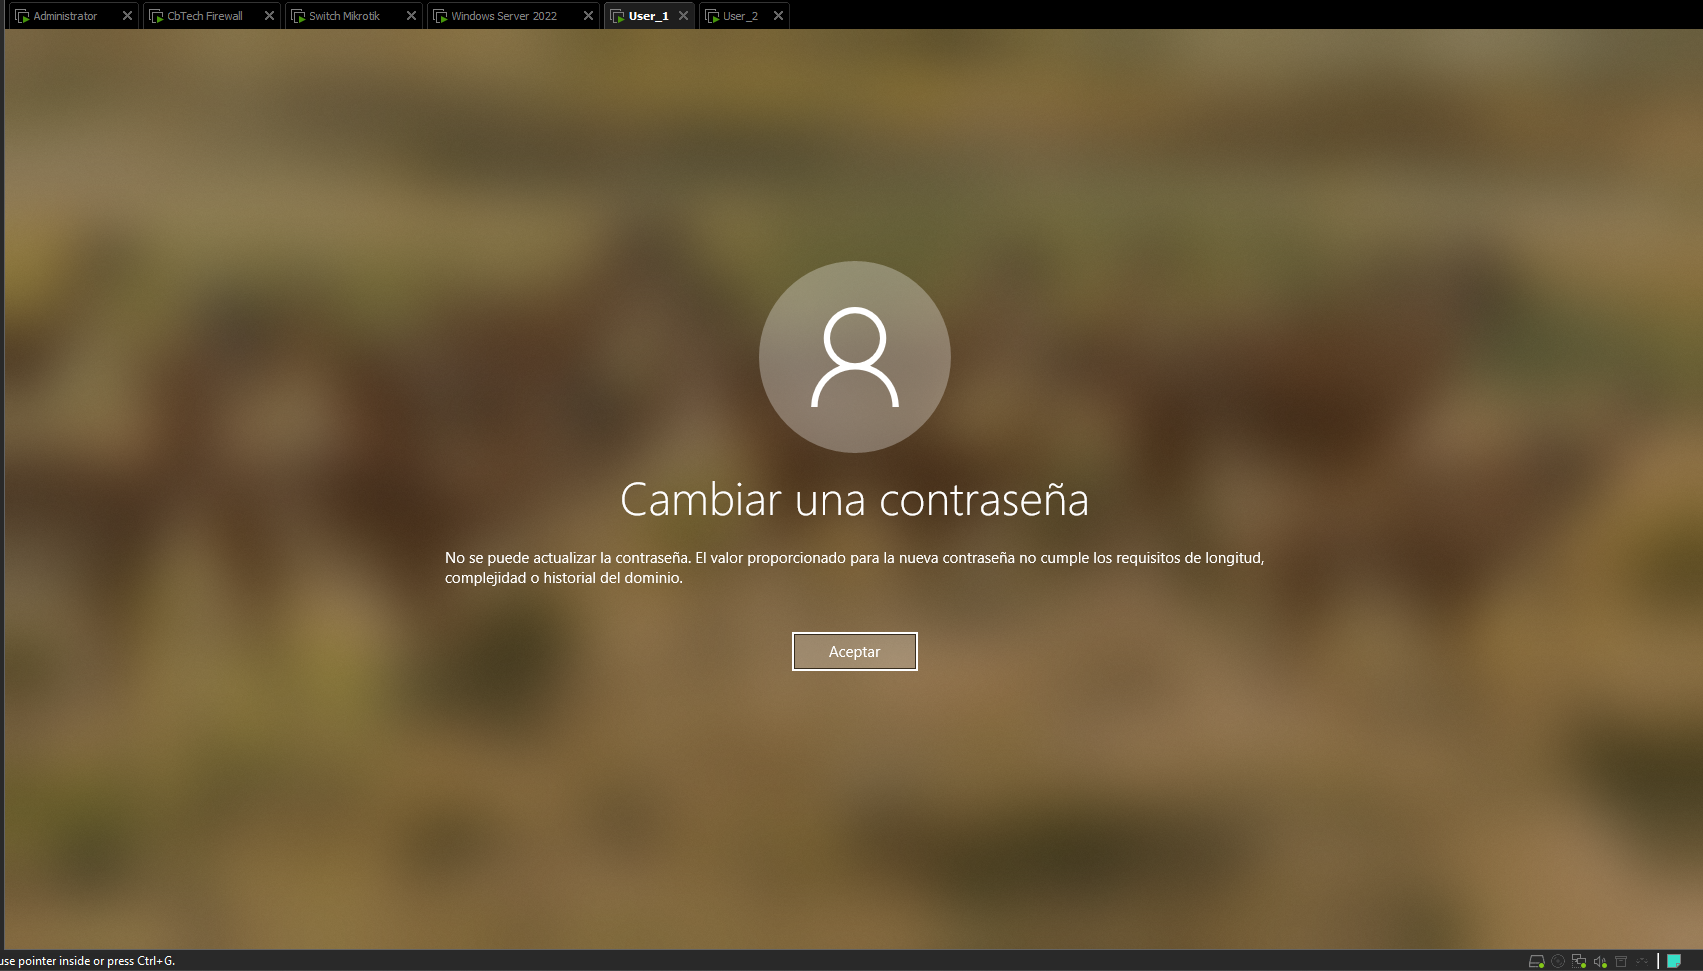 Administrator
CbTech Firewall
Switch Mikrotik
Windows Server 2022
User_1
User_2
Cambiar una contraseña
No se puede actualizar la contraseña. El valor proporcionado para la nueva contraseña no cumple los requisitos de longitud,
complejidad o historial del dominio.
Aceptar
use pointer inside or press Ctrl+G.